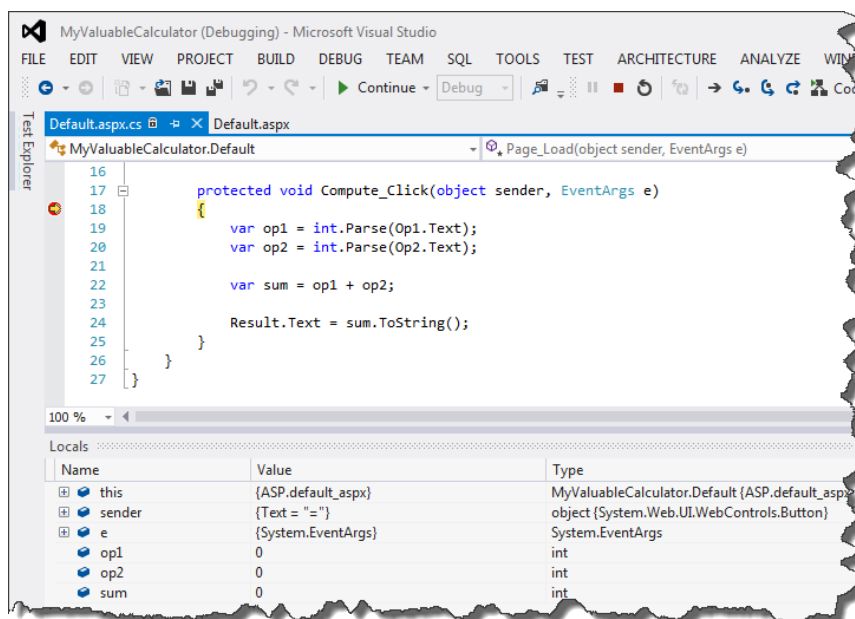 MyValuableCalculator (Debugging) - Microsoft Visual Studio
FILE EDIT VIEW PROJECT BUILD DEBUG TEAM SQL TOOLS TEST ARCHITECTURE ANALYZE WIN
Continue Debug Cod
Test Explorer
Default.aspx.cs Default.aspx
MyValuableCalculator.Default Page_Load(object sender, EventArgs e)
16
17 protected void Compute_Click(object sender, EventArgs e)
18 {
19 var op1 = int.Parse(Op1.Text);
20 var op2 = int.Parse(Op2.Text);
21
22 var sum = op1 + op2;
23
24 Result.Text = sum.ToString();
25 }
26 }
27 }
100 %
Locals
Name Value Type
this {ASP.default_aspx} MyValuableCalculator.Default {ASP.default_aspx
sender {Text = "="} object {System.Web.UI.WebControls.Button}
e {System.EventArgs} System.EventArgs
op1 0 int
op2 0 int
sum 0 int